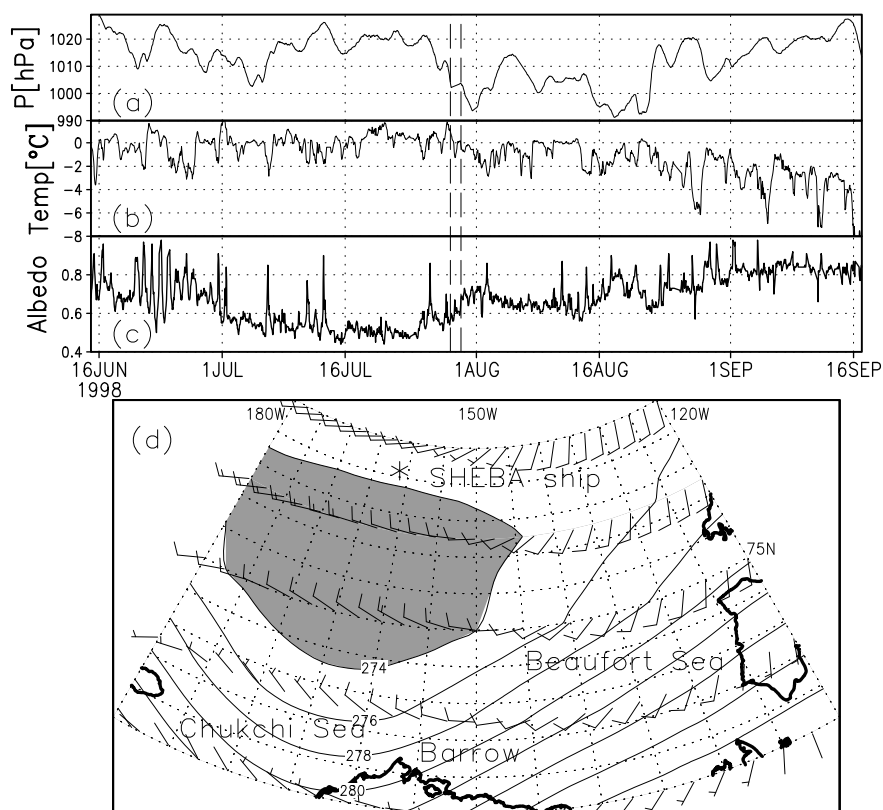 P[hPa]
1020
1010
1000
990
(a)
Temp[°C]
0
-2
-4
-6
-8
(b)
Albedo
0.8
0.6
0.4
(c)
16JUN 1JUL 16JUL 1AUG 16AUG 1SEP 16SEP
1998
180W 150W 120W
(d)
SHEBA ship
75N
274
Beaufort Sea
276
Chukchi Sea
278
Barrow
280